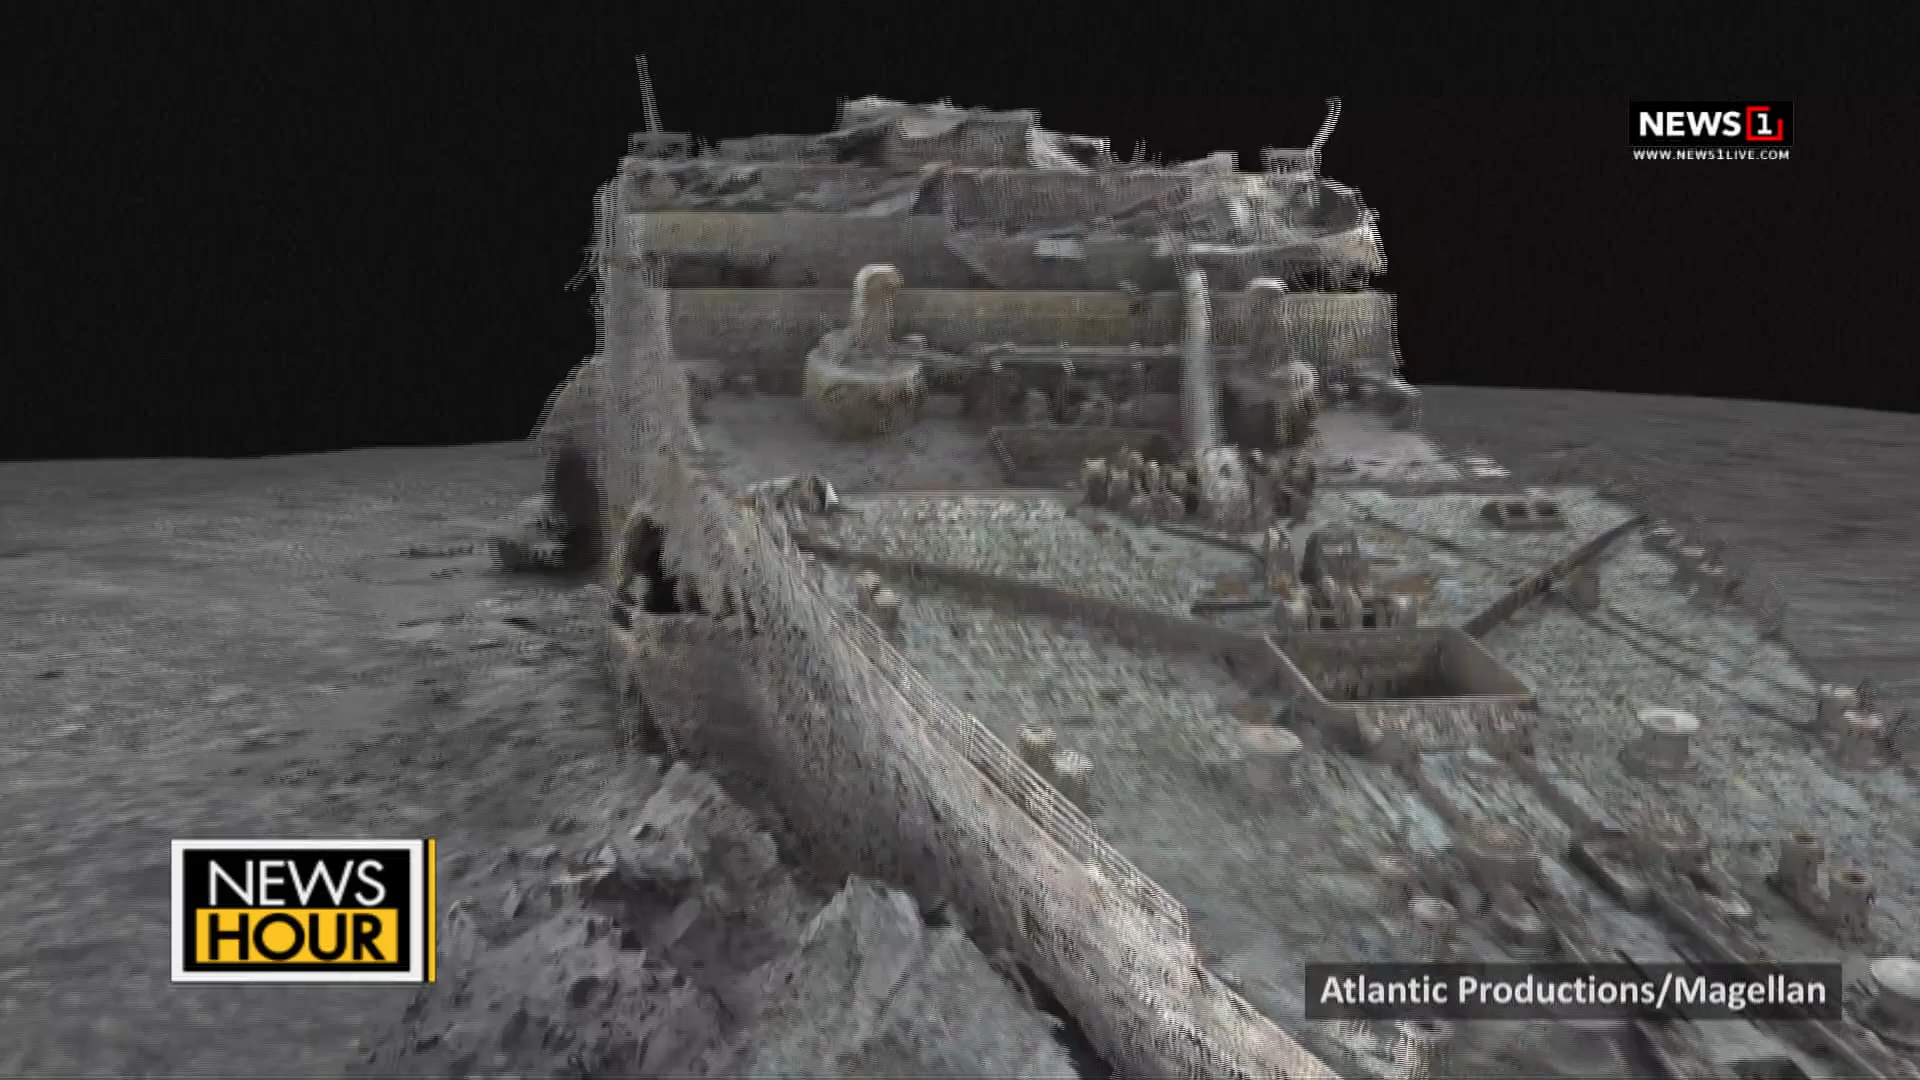 NEWS 1
WWW.NEWS1LIVE.COM
NEWS
HOUR
Atlantic Productions/Magellan